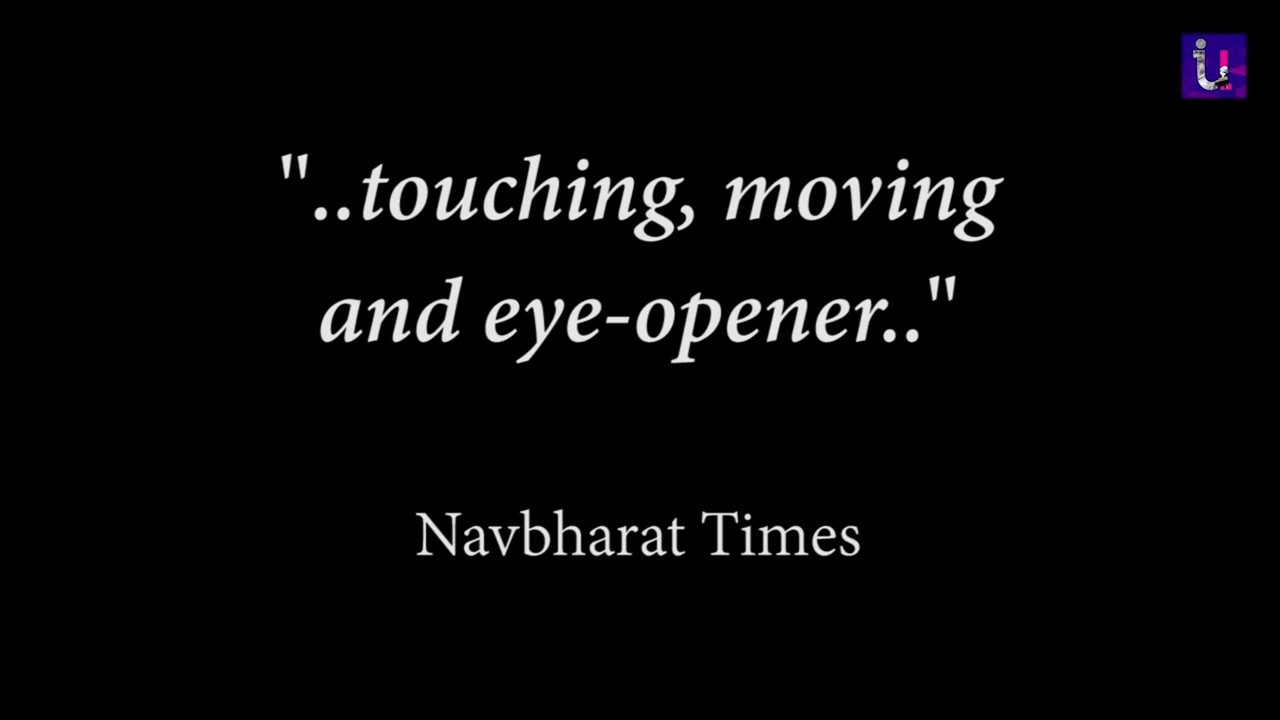 "..touching, moving
and eye-opener.."
Navbharat Times